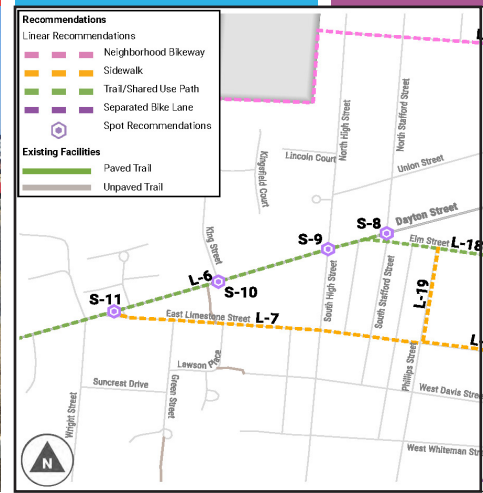 Recommendations
Linear Recommendations
Neighborhood Bikeway
Sidewalk
Trail/Shared Use Path
Separated Bike Lane
Spot Recommendations
Existing Facilities
Paved Trail
Unpaved Trail
L
North High Street
North Stafford Street
Lincoln Court
Union Street
Kingsfield Court
King Street
S-8
Dayton Street
S-9
Elm Street
L-18
L-6
S-10
S-11
South High Street
South Stafford Street
L-19
East Limestone Street
L-7
L-
Phillips Street
Lawson Place
Suncrest Drive
Green Street
Wright Street
West Davis Stre
West Whiteman Str
N